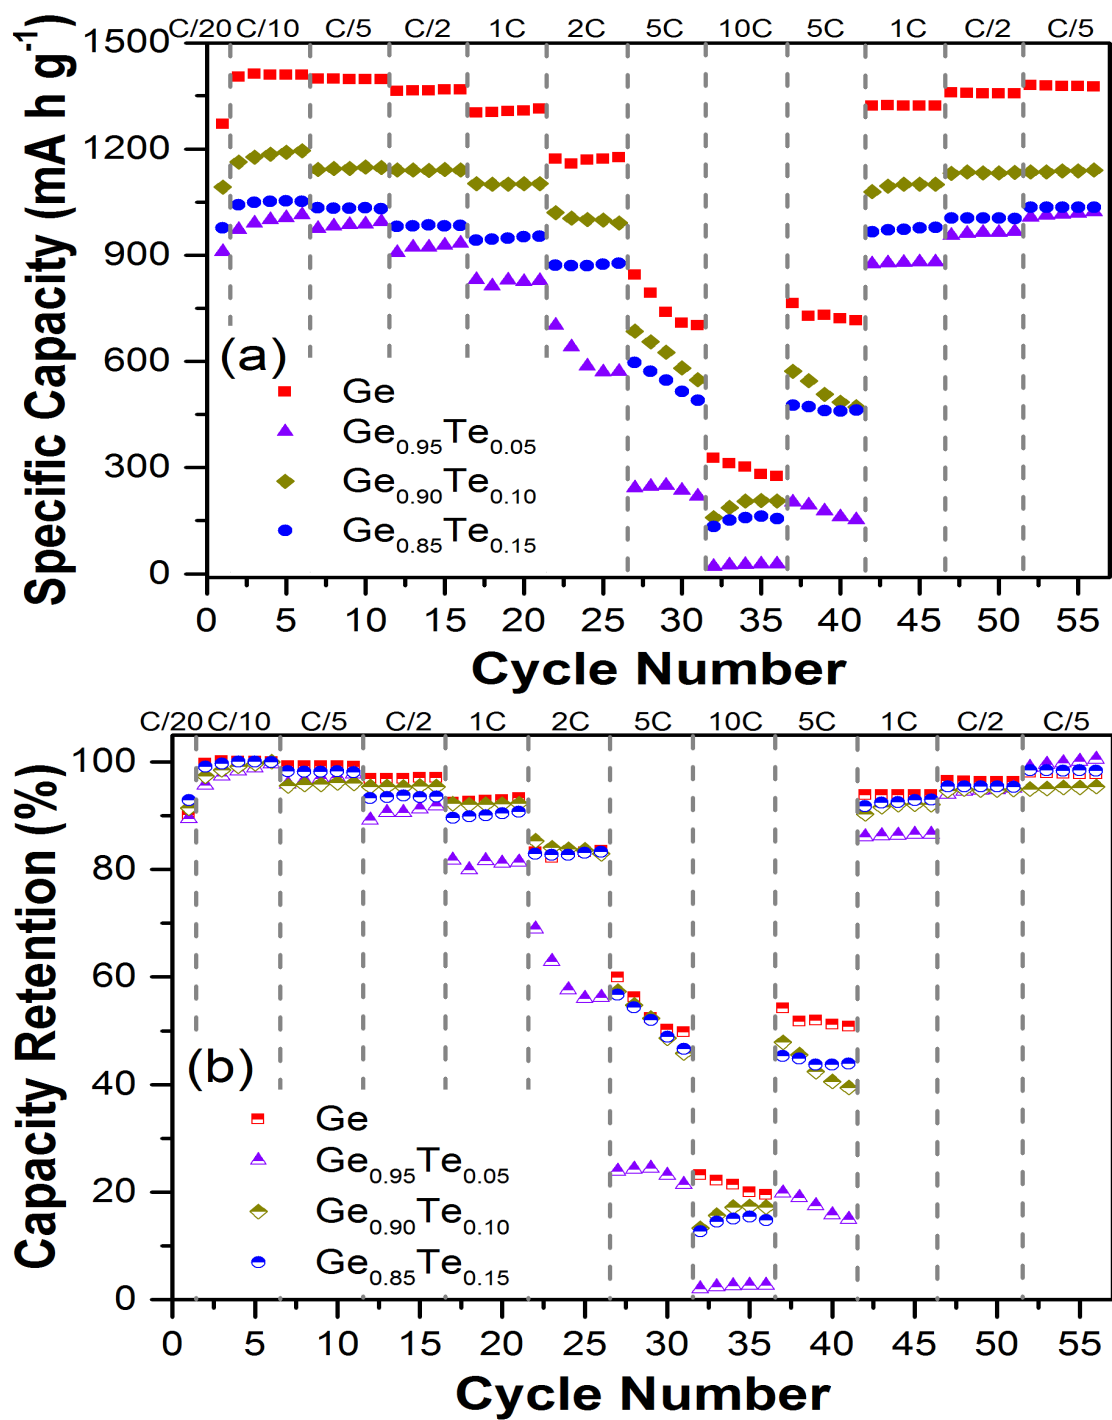 C/20 C/10 C/5 C/2 1C 2C 5C 10C 5C 1C C/2 C/5
Specific Capacity (mA h g⁻¹)
1500
1200
900
600
300
0
(a)
Ge
Ge₀.₉₅Te₀.₀₅
Ge₀.₉₀Te₀.₁₀
Ge₀.₈₅Te₀.₁₅
0 5 10 15 20 25 30 35 40 45 50 55
Cycle Number
C/20 C/10 C/5 C/2 1C 2C 5C 10C 5C 1C C/2 C/5
Capacity Retention (%)
100
80
60
40
20
0
(b)
Ge
Ge₀.₉₅Te₀.₀₅
Ge₀.₉₀Te₀.₁₀
Ge₀.₈₅Te₀.₁₅
0 5 10 15 20 25 30 35 40 45 50 55
Cycle Number